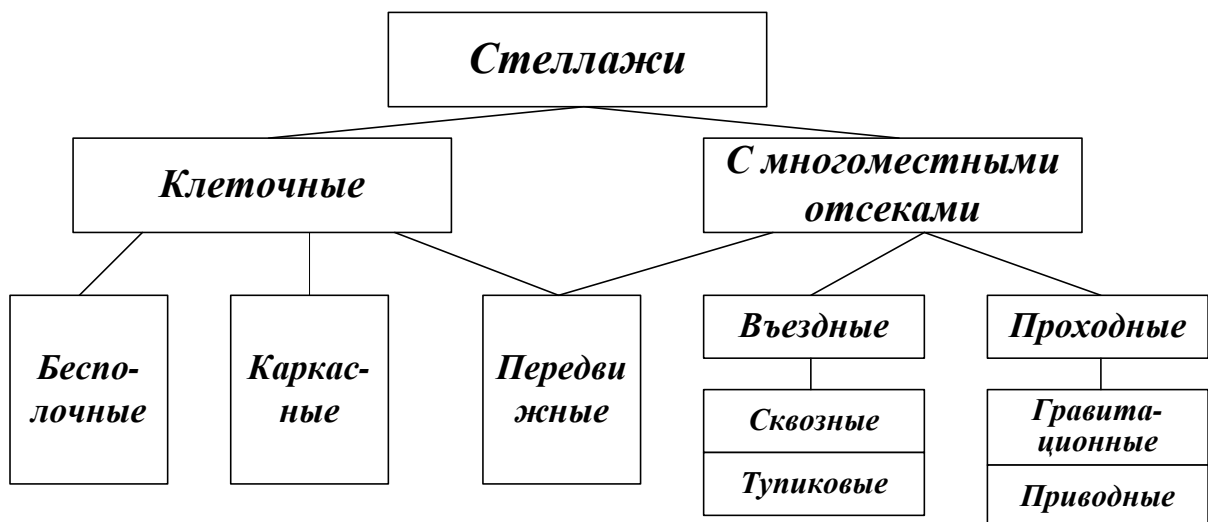 Стеллажи
Клеточные
С многоместными
отсеками
Беспо-
лочные
Каркас-
ные
Передви
жные
Въездные
Проходные
Сквозные
Тупиковые
Гравита-
ционные
Приводные